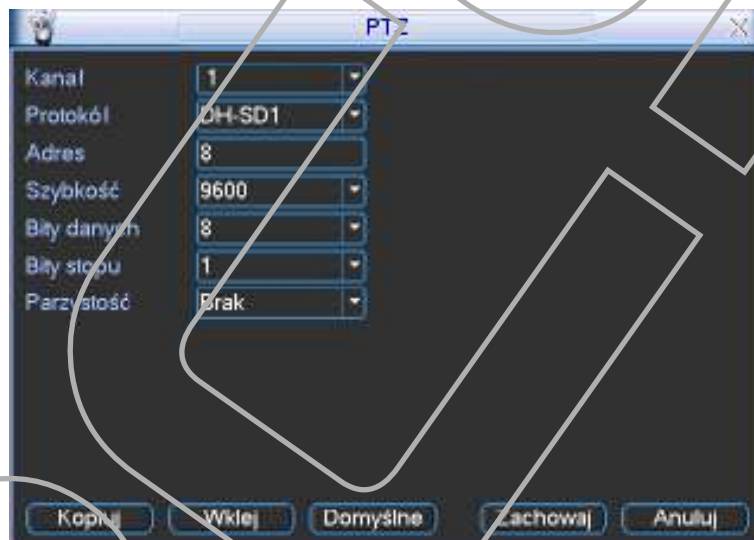 PTZ
Kanał 1
Protokół DH-SD1
Adres 8
Szybkość 9600
Bity danych 8
Bity stopu 1
Parzystość Brak
Kopiuj Wklej Domyślne Zachowaj Anuluj